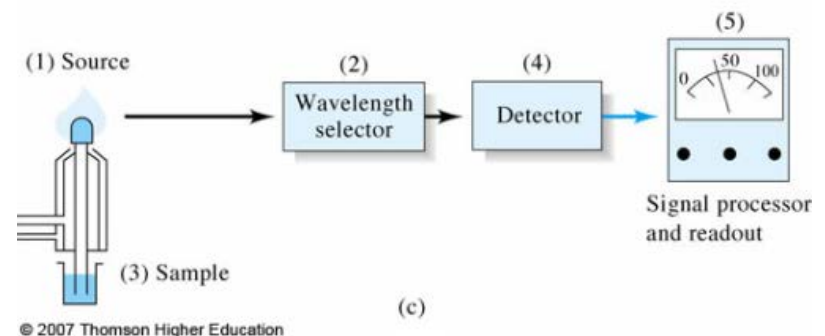 (5)
(1) Source
(2)
(4)
0
50
100
Wavelength
selector
Detector
Signal processor
and readout
(3) Sample
(c)
© 2007 Thomson Higher Education